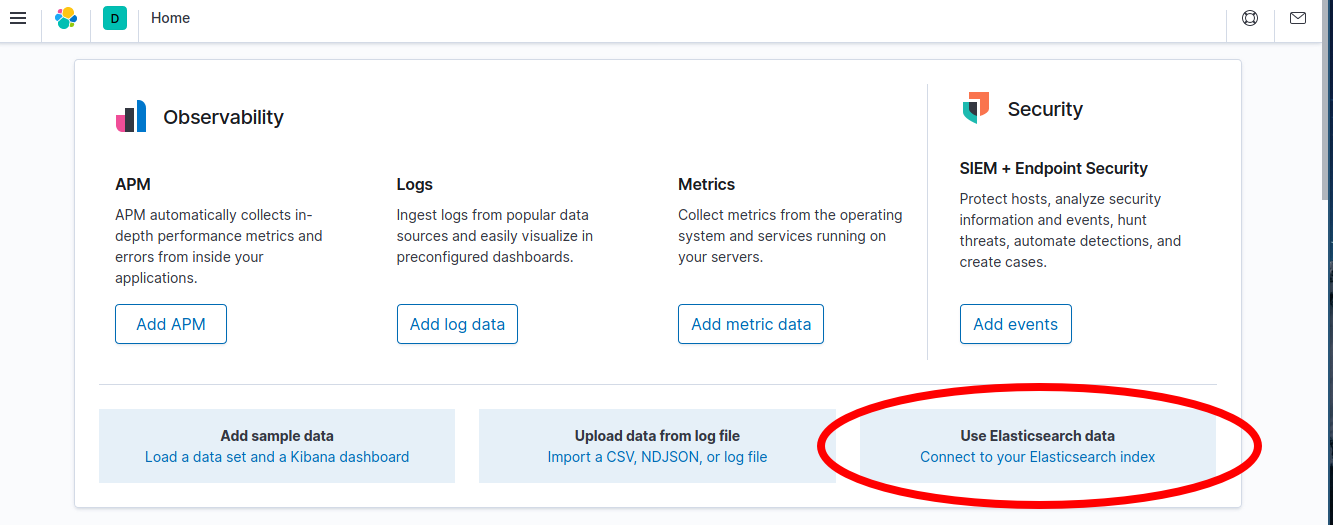 D
Home
Observability
Security
APM
APM automatically collects in-
depth performance metrics and
errors from inside your
applications.
Add APM
Logs
Ingest logs from popular data
sources and easily visualize in
preconfigured dashboards.
Add log data
Metrics
Collect metrics from the operating
system and services running on
your servers.
Add metric data
SIEM + Endpoint Security
Protect hosts, analyze security
information and events, hunt
threats, automate detections, and
create cases.
Add events
Add sample data
Load a data set and a Kibana dashboard
Upload data from log file
Import a CSV, NDJSON, or log file
Use Elasticsearch data
Connect to your Elasticsearch index